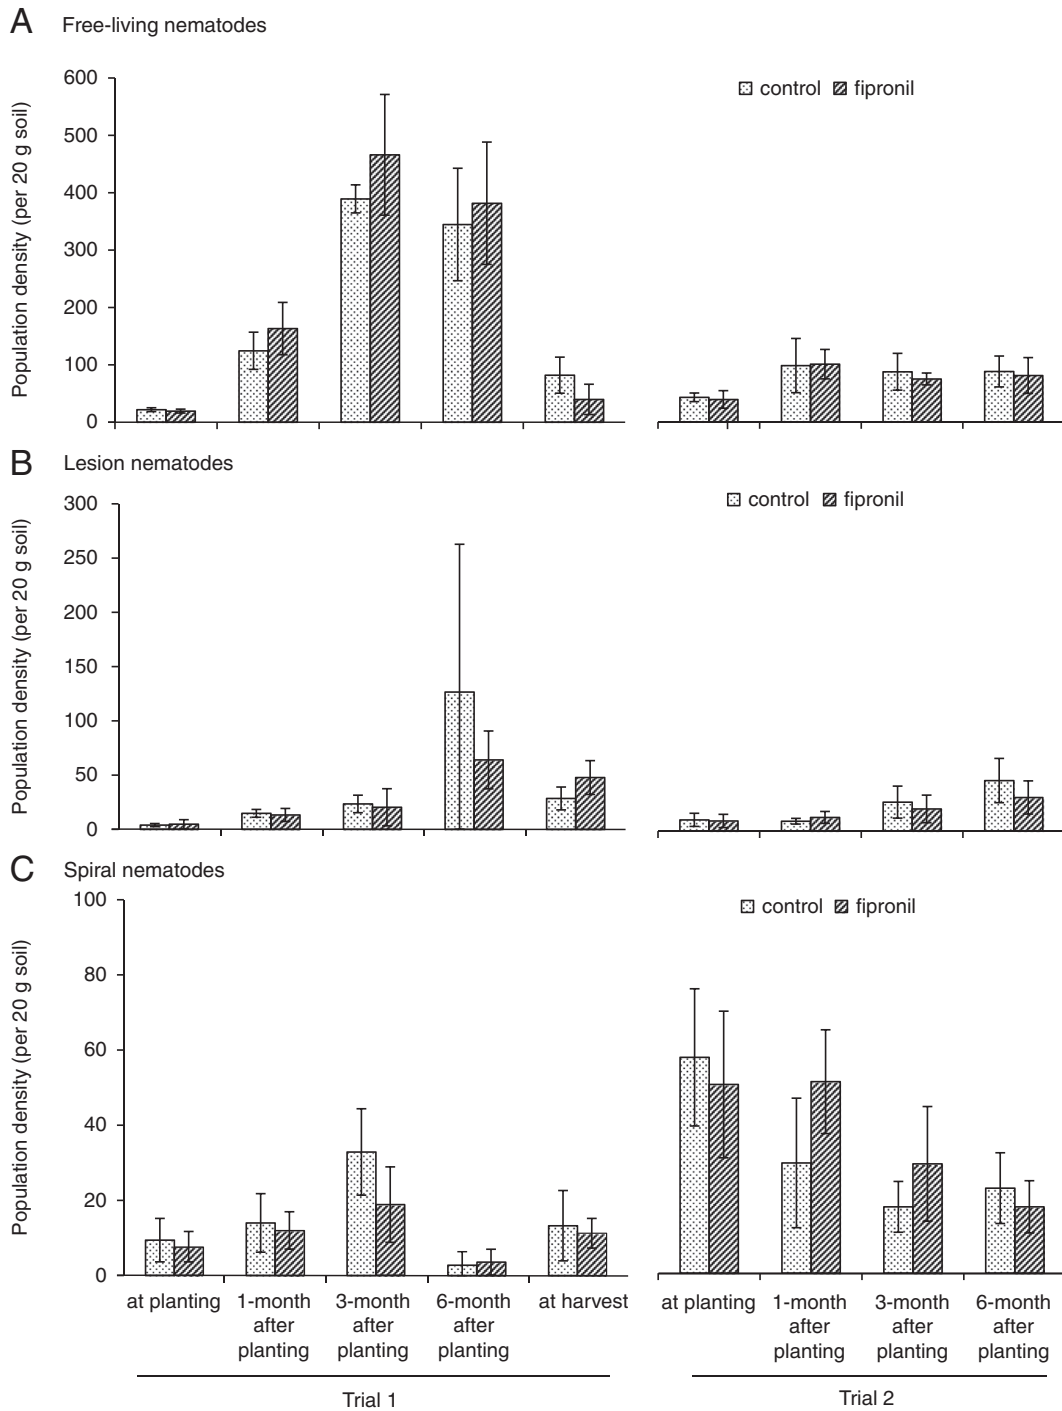 A Free-living nematodes
Population density (per 20 g soil)
600
500
400
300
200
100
0
control fipronil
B Lesion nematodes
Population density (per 20 g soil)
300
250
200
150
100
50
0
control fipronil
C Spiral nematodes
Population density (per 20 g soil)
100
80
60
40
20
0
control fipronil
at planting 1-month 3-month 6-month at harvest at planting 1-month 3-month 6-month
after after after after after after
planting planting planting planting planting planting
Trial 1 Trial 2